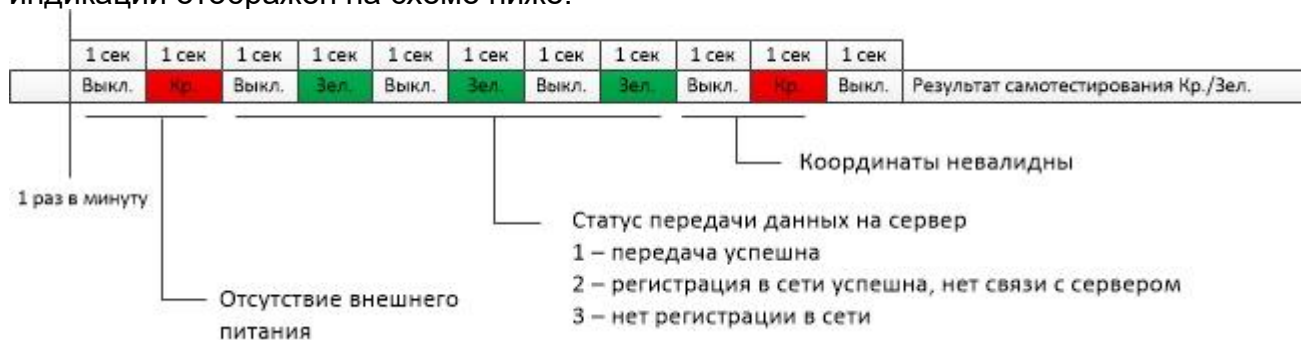 индикации отображен на схеме ниже.
1 сек 1 сек 1 сек 1 сек 1 сек 1 сек 1 сек 1 сек 1 сек 1 сек 1 сек
Выкл. Кр. Выкл. Зел. Выкл. Зел. Выкл. Зел. Выкл. Кр. Выкл. Результат самотестирования Кр./Зел.
Координаты невалидны
1 раз в минуту
Статус передачи данных на сервер
1 – передача успешна
2 – регистрация в сети успешна, нет связи с сервером
3 – нет регистрации в сети
Отсутствие внешнего
питания